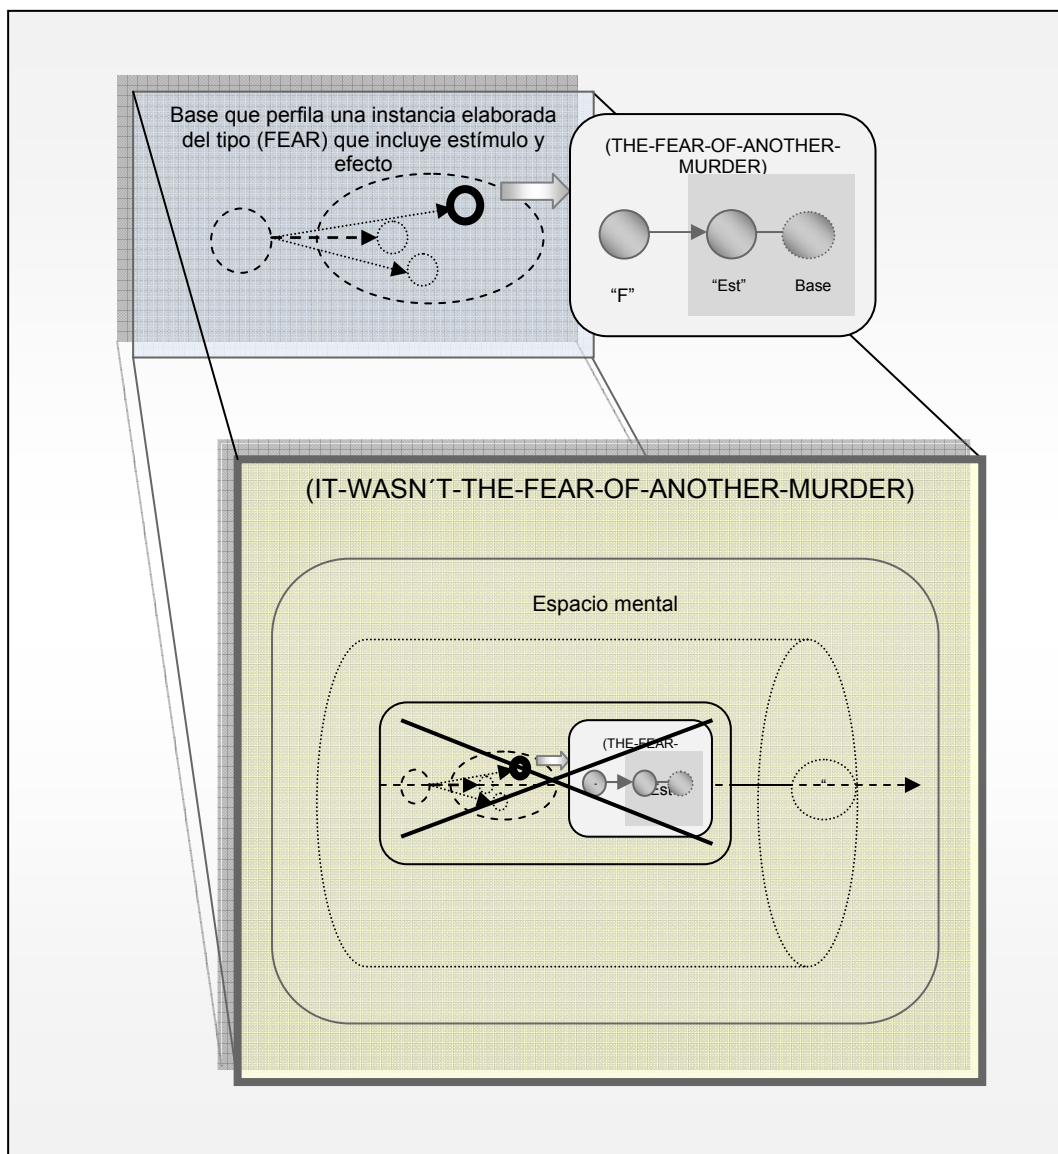 Base que perfila una instancia elaborada
del tipo (FEAR) que incluye estímulo y
efecto
(THE-FEAR-OF-ANOTHER-
MURDER)
“F”
“Est”
Base
(IT-WASN´T-THE-FEAR-OF-ANOTHER-MURDER)
Espacio mental
(THE-FEAR-
Est
“